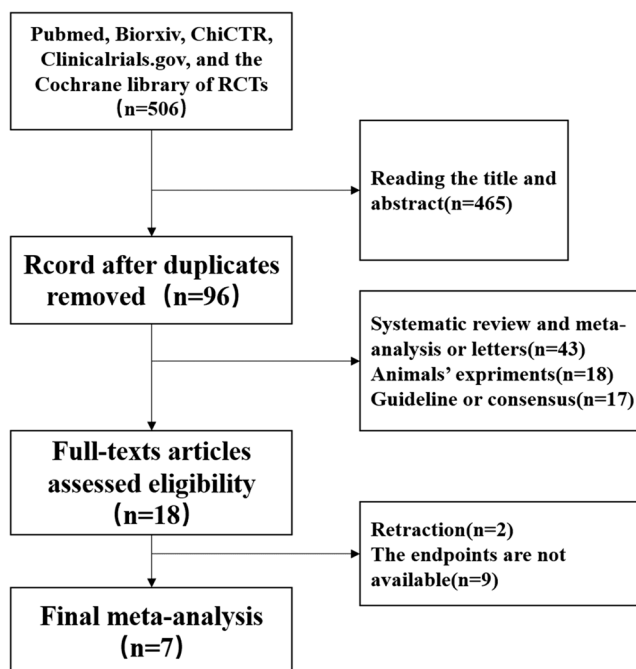 Pubmed, Biorxiv, ChiCTR,
Clinicalrials.gov, and the
Cochrane library of RCTs
(n=506)
Reading the title and
abstract(n=465)
Rcord after duplicates
removed (n=96)
Systematic review and meta-
analysis or letters(n=43)
Animals' expriments(n=18)
Guideline or consensus(n=17)
Full-texts articles
assessed eligibility
(n=18)
Retraction(n=2)
The endpoints are not
available(n=9)
Final meta-analysis
(n=7)